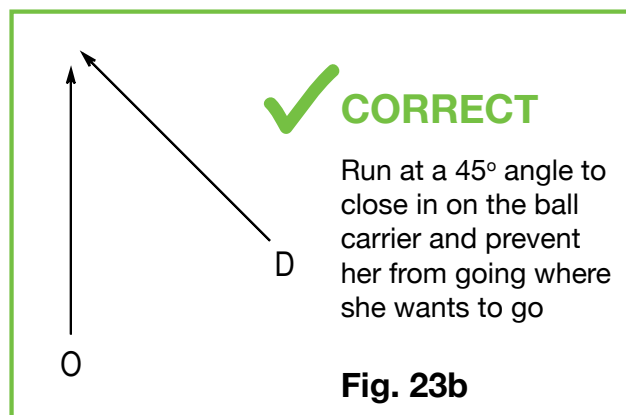 CORRECT
Run at a 45º angle to
close in on the ball
carrier and prevent
her from going where
she wants to go
D
O
Fig. 23b